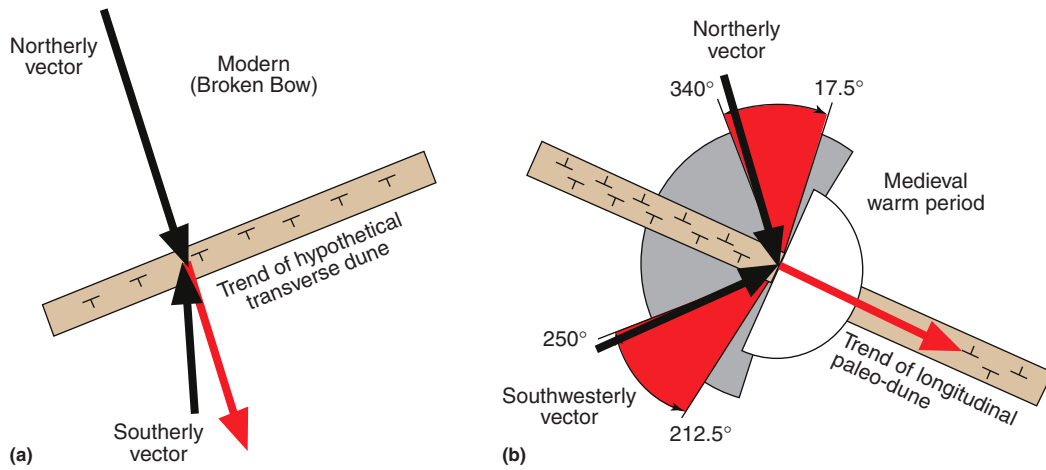 Northerly
vector
Modern
(Broken Bow)
Trend of hypothetical
transverse dune
Southerly
vector
(a)
Northerly
vector
340°
17.5°
Medieval
warm period
250°
Southwesterly
vector
212.5°
Trend of longitudinal
paleo-dune
(b)